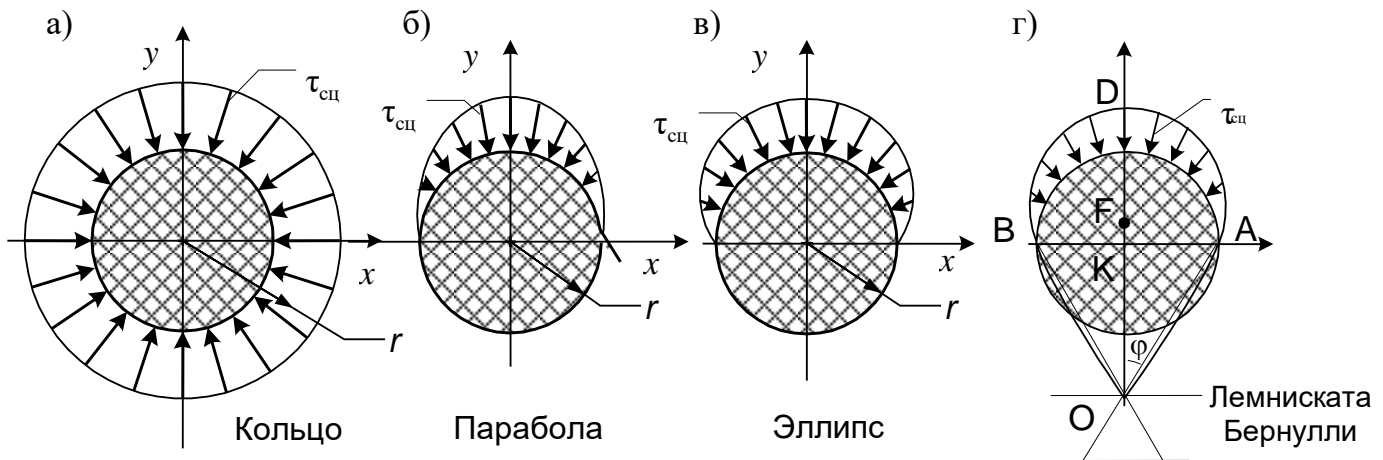 а)
б)
в)
г)
y
τсц
x
r
Кольцо
y
τсц
x
r
Парабола
y
τсц
x
r
Эллипс
D
τсц
F
B
A
K
φ
O
Лемниската
Бернулли